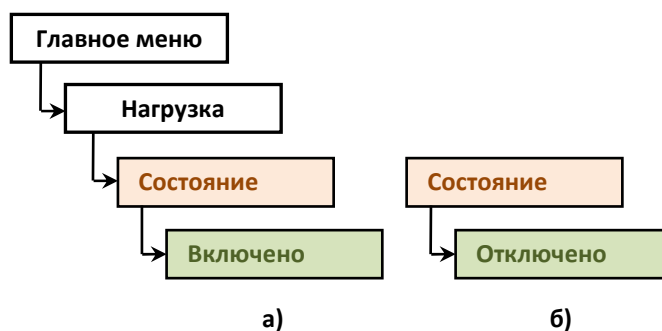 Главное меню
Нагрузка
Состояние Состояние
Включено Отключено
а) б)